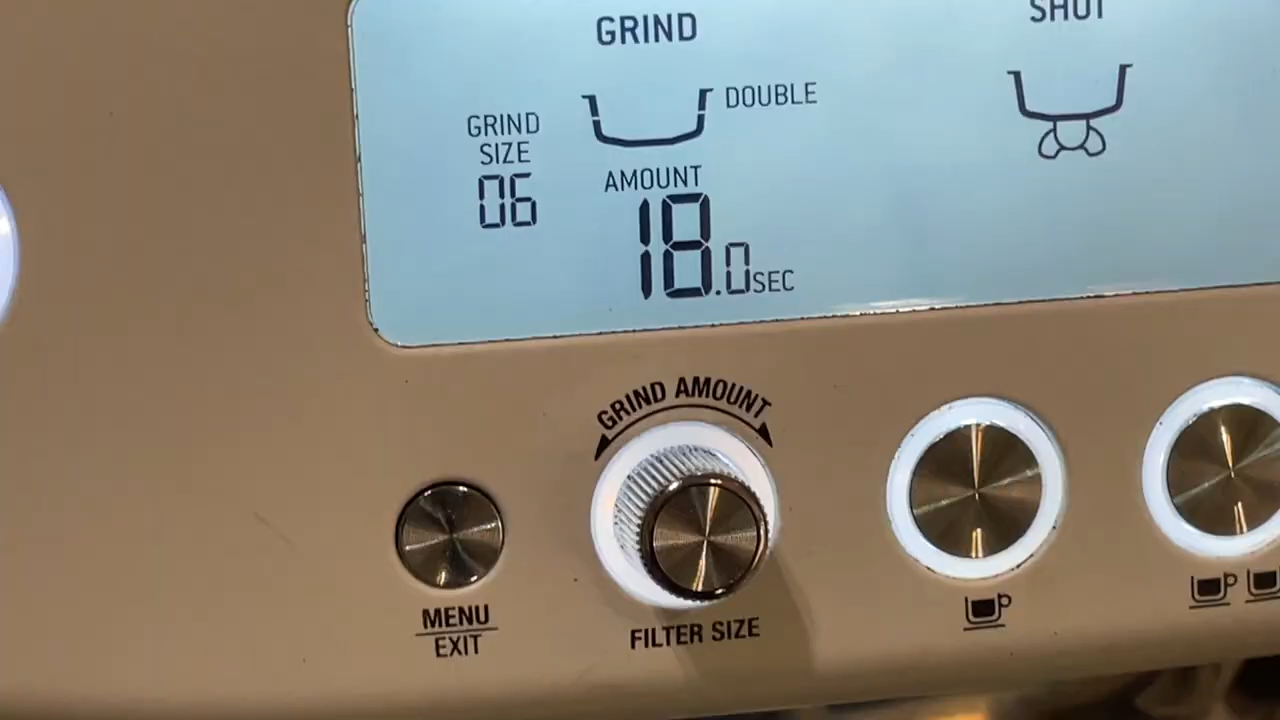 GRIND
SHOT
DOUBLE
GRIND
SIZE
06
AMOUNT
18.0SEC
GRIND AMOUNT
MENU
EXIT
FILTER SIZE